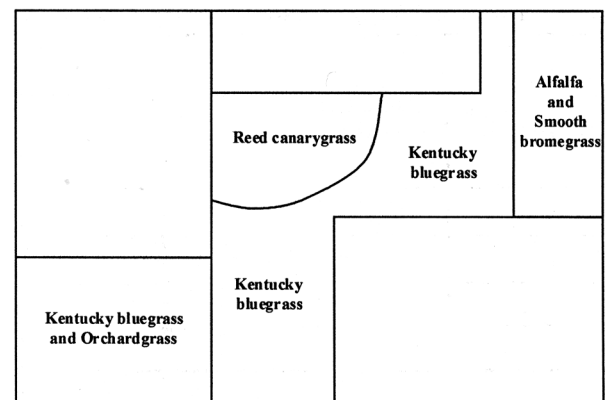 Alfalfa
and
Smooth
bromegrass
Reed canarygrass
Kentucky
bluegrass
Kentucky
bluegrass
Kentucky bluegrass
and Orchardgrass